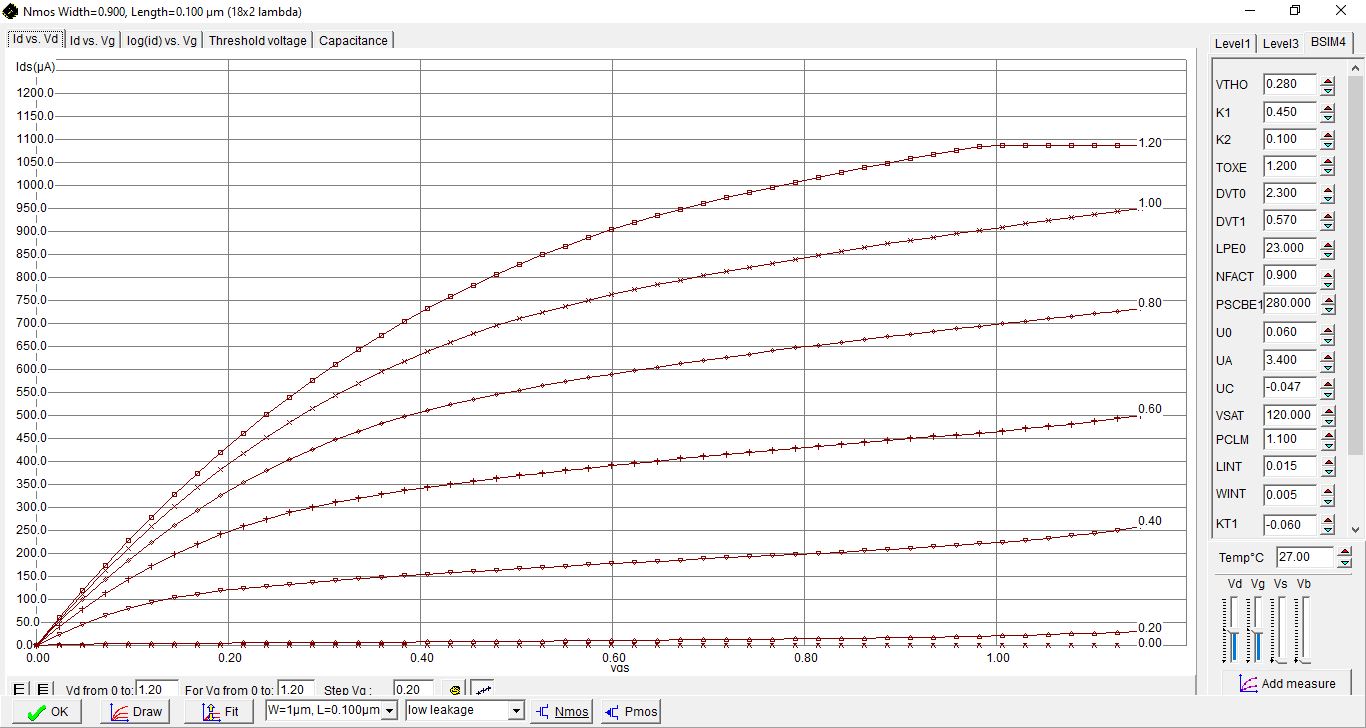 Nmos Width=0.900, Length=0.100 µm (18x2 lambda)
Id vs. Vd Id vs. Vg log(id) vs. Vg Threshold voltage Capacitance
Level1 Level3 BSIM4
Ids(µA)
1200.0
1150.0
1100.0
1050.0
1000.0
950.0
900.0
850.0
800.0
750.0
700.0
650.0
600.0
550.0
500.0
450.0
400.0
350.0
300.0
250.0
200.0
150.0
100.0
50.0
0.0
1.20
1.00
0.80
0.60
0.40
0.20
0.00
0.00 0.20 0.40 0.60 0.80 1.00
vds
VTHO 0.280
K1 0.450
K2 0.100
TOXE 1.200
DVT0 2.300
DVT1 0.570
LPE0 23.000
NFACT 0.900
PSCBE1 280.000
U0 0.060
UA 3.400
UC -0.047
VSAT 120.000
PCLM 1.100
LINT 0.015
WINT 0.005
KT1 -0.060
Temp°C 27.00
Vd Vg Vs Vb
Add measure
E E Vd from 0 to: 1.20 For Vg from 0 to: 1.20 Step Vg : 0.20
OK Draw Fit W=1µm, L=0.100µm low leakage Nmos Pmos